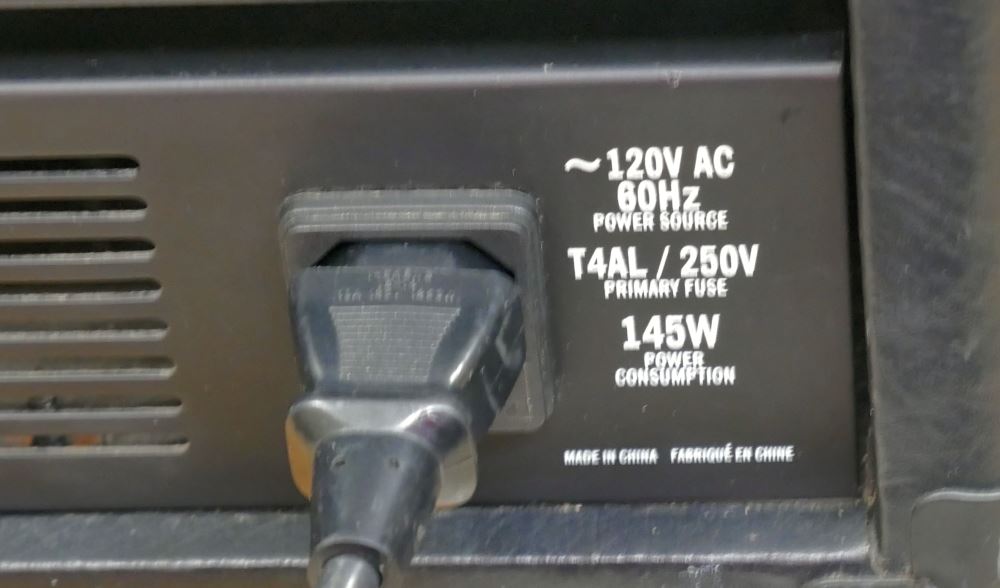 ~120V AC
60Hz
POWER SOURCE
T4AL / 250V
PRIMARY FUSE
145W
POWER
CONSUMPTION
MADE IN CHINA FABRIQUÉ EN CHINE